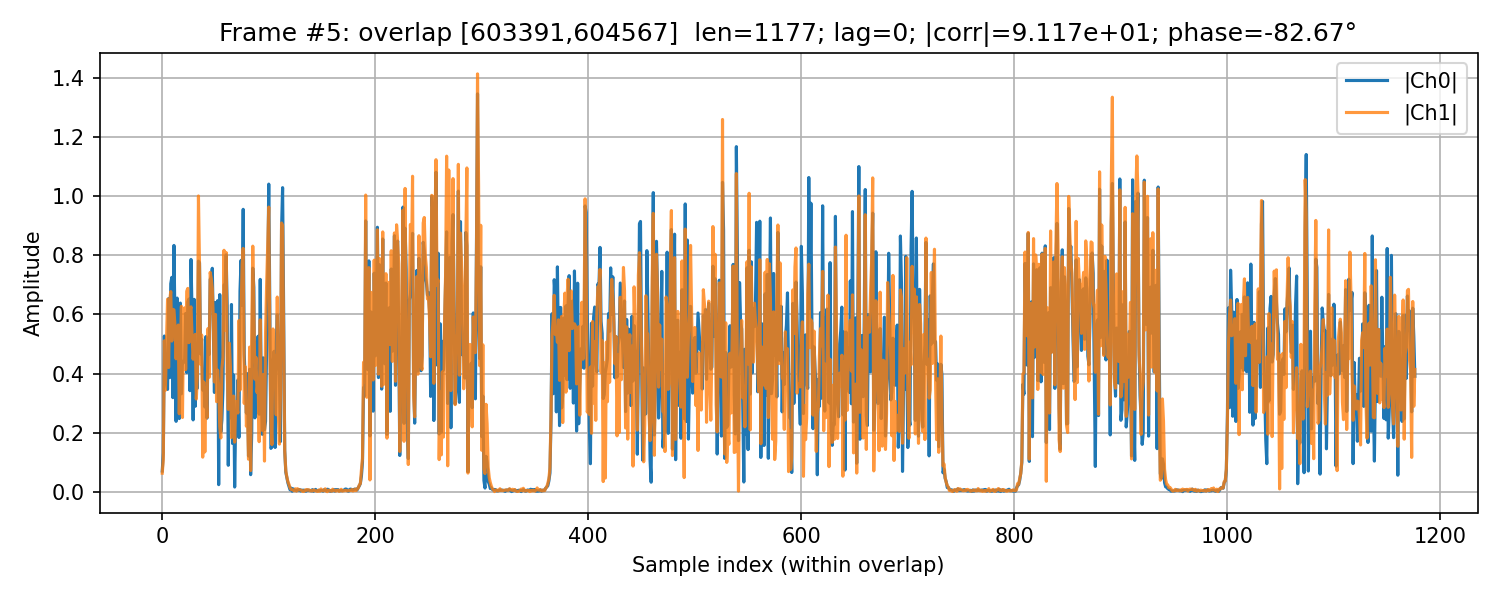 Frame #5: overlap [603391,604567]  len=1177; lag=0; |corr|=9.117e+01; phase=-82.67°
|Ch0|
|Ch1|
Amplitude
1.4
1.2
1.0
0.8
0.6
0.4
0.2
0.0
0 200 400 600 800 1000 1200
Sample index (within overlap)